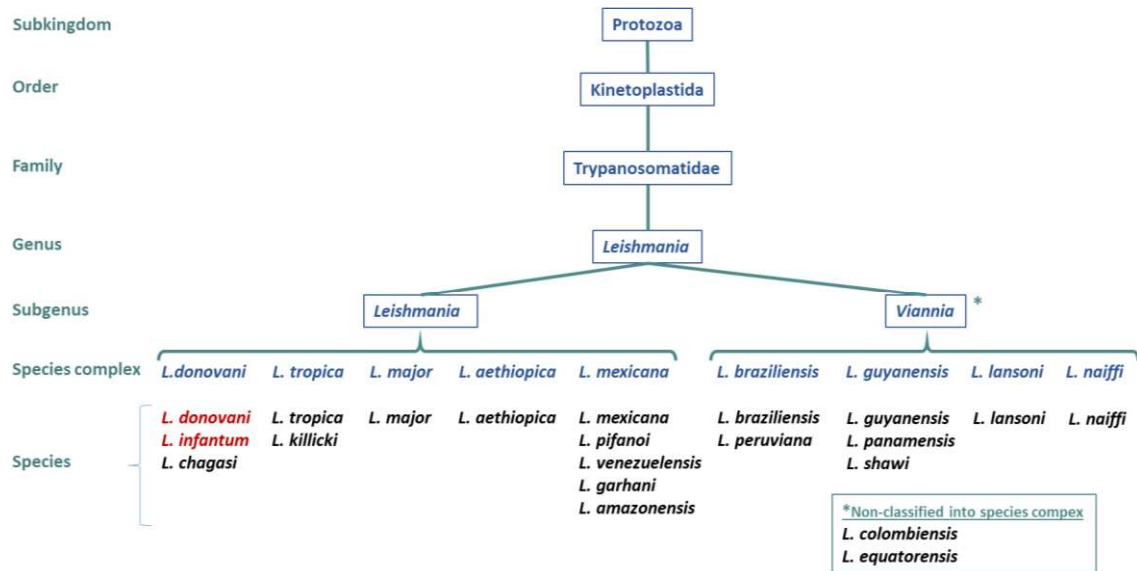 Subkingdom Protozoa
Order Kinetoplastida
Family Trypanosomatidae
Genus Leishmania
Subgenus Leishmania Viannia *
Species complex L.donovani L. tropica L. major L. aethiopica L. mexicana L. braziliensis L. guyanensis L. lansoni L. naiffi
L. donovani L. tropica L. major L. aethiopica L. mexicana L. braziliensis L. guyanensis L. lansoni L. naiffi
L. infantum L. killicki L. pifanoi L. peruviana L. panamensis
Species L. chagasi L. venezuelensis L. shawi
L. garhani
L. amazonensis
*Non-classified into species compex
L. colombiensis
L. equatorensis